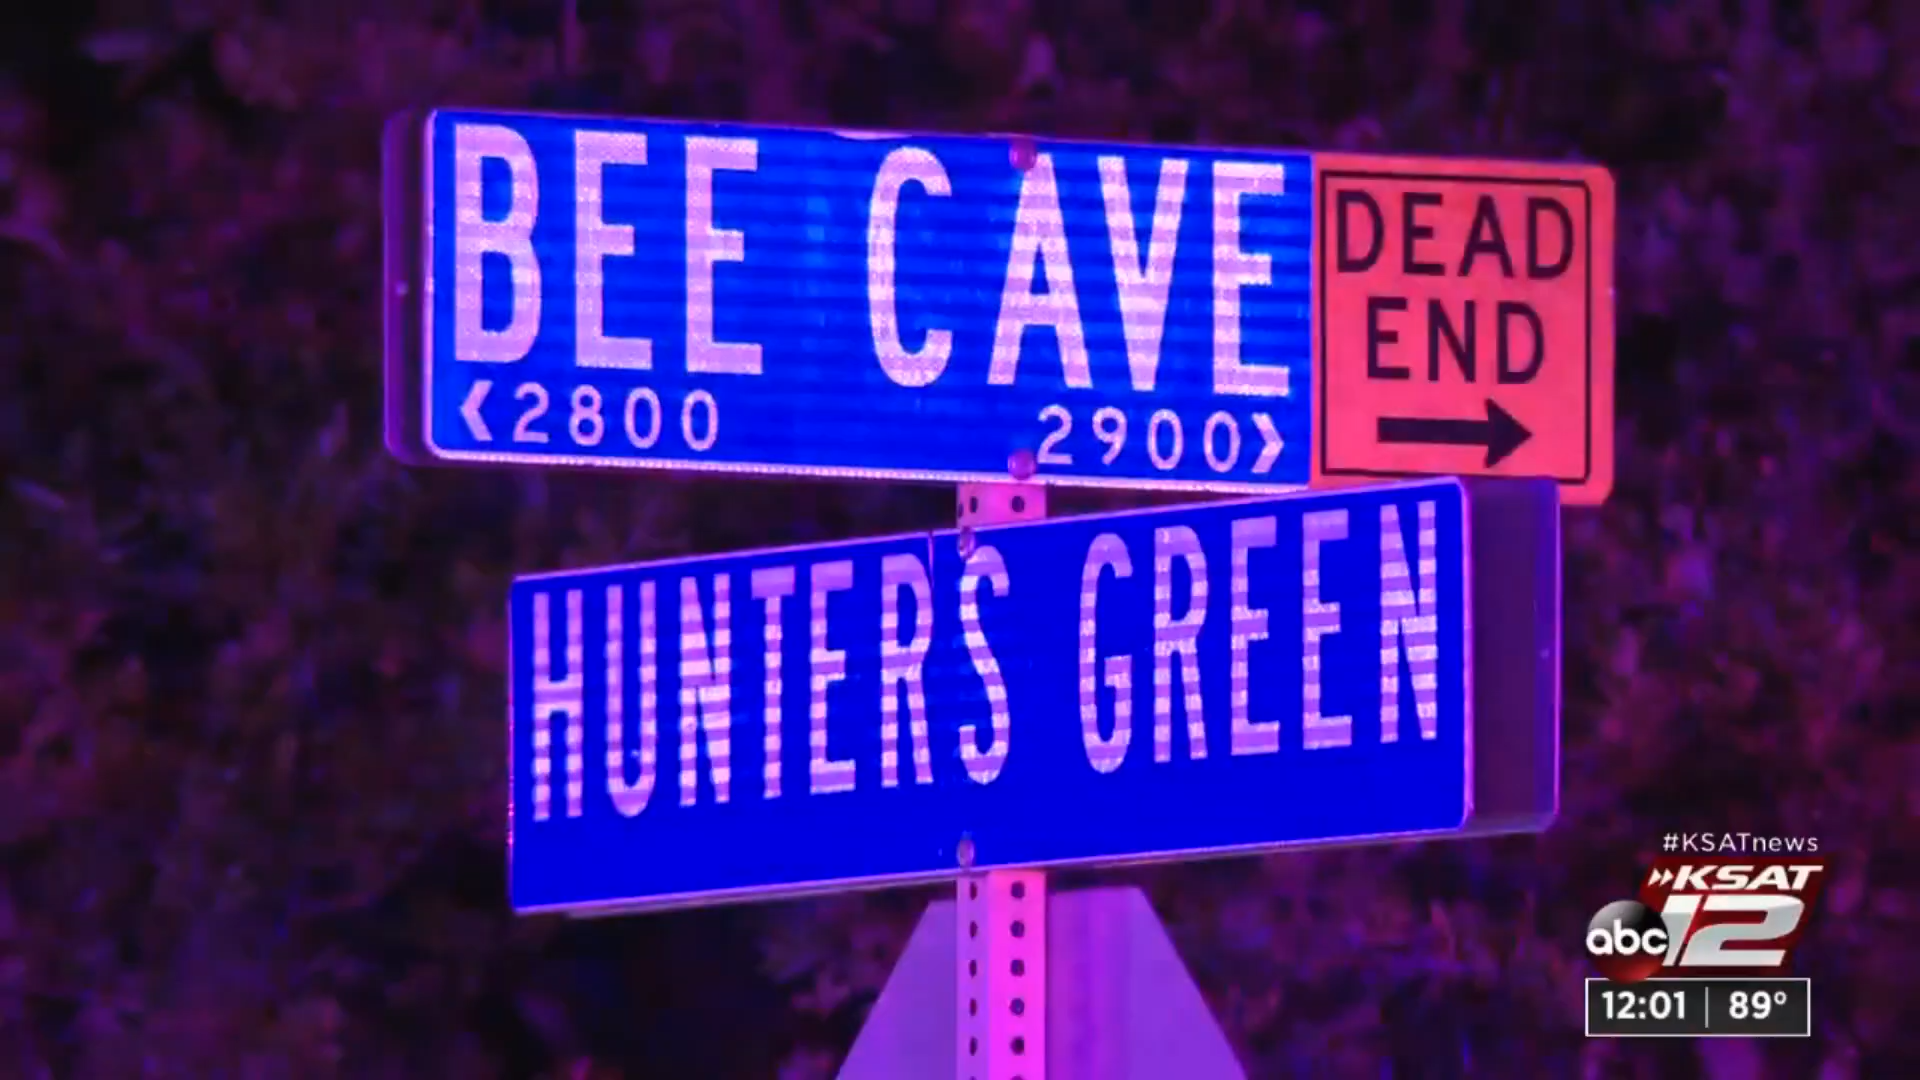 BEE CAVE
<2800 2900>
DEAD
END
HUNTERS GREEN
#KSATnews
KSAT
abc 12
12:01 | 89°